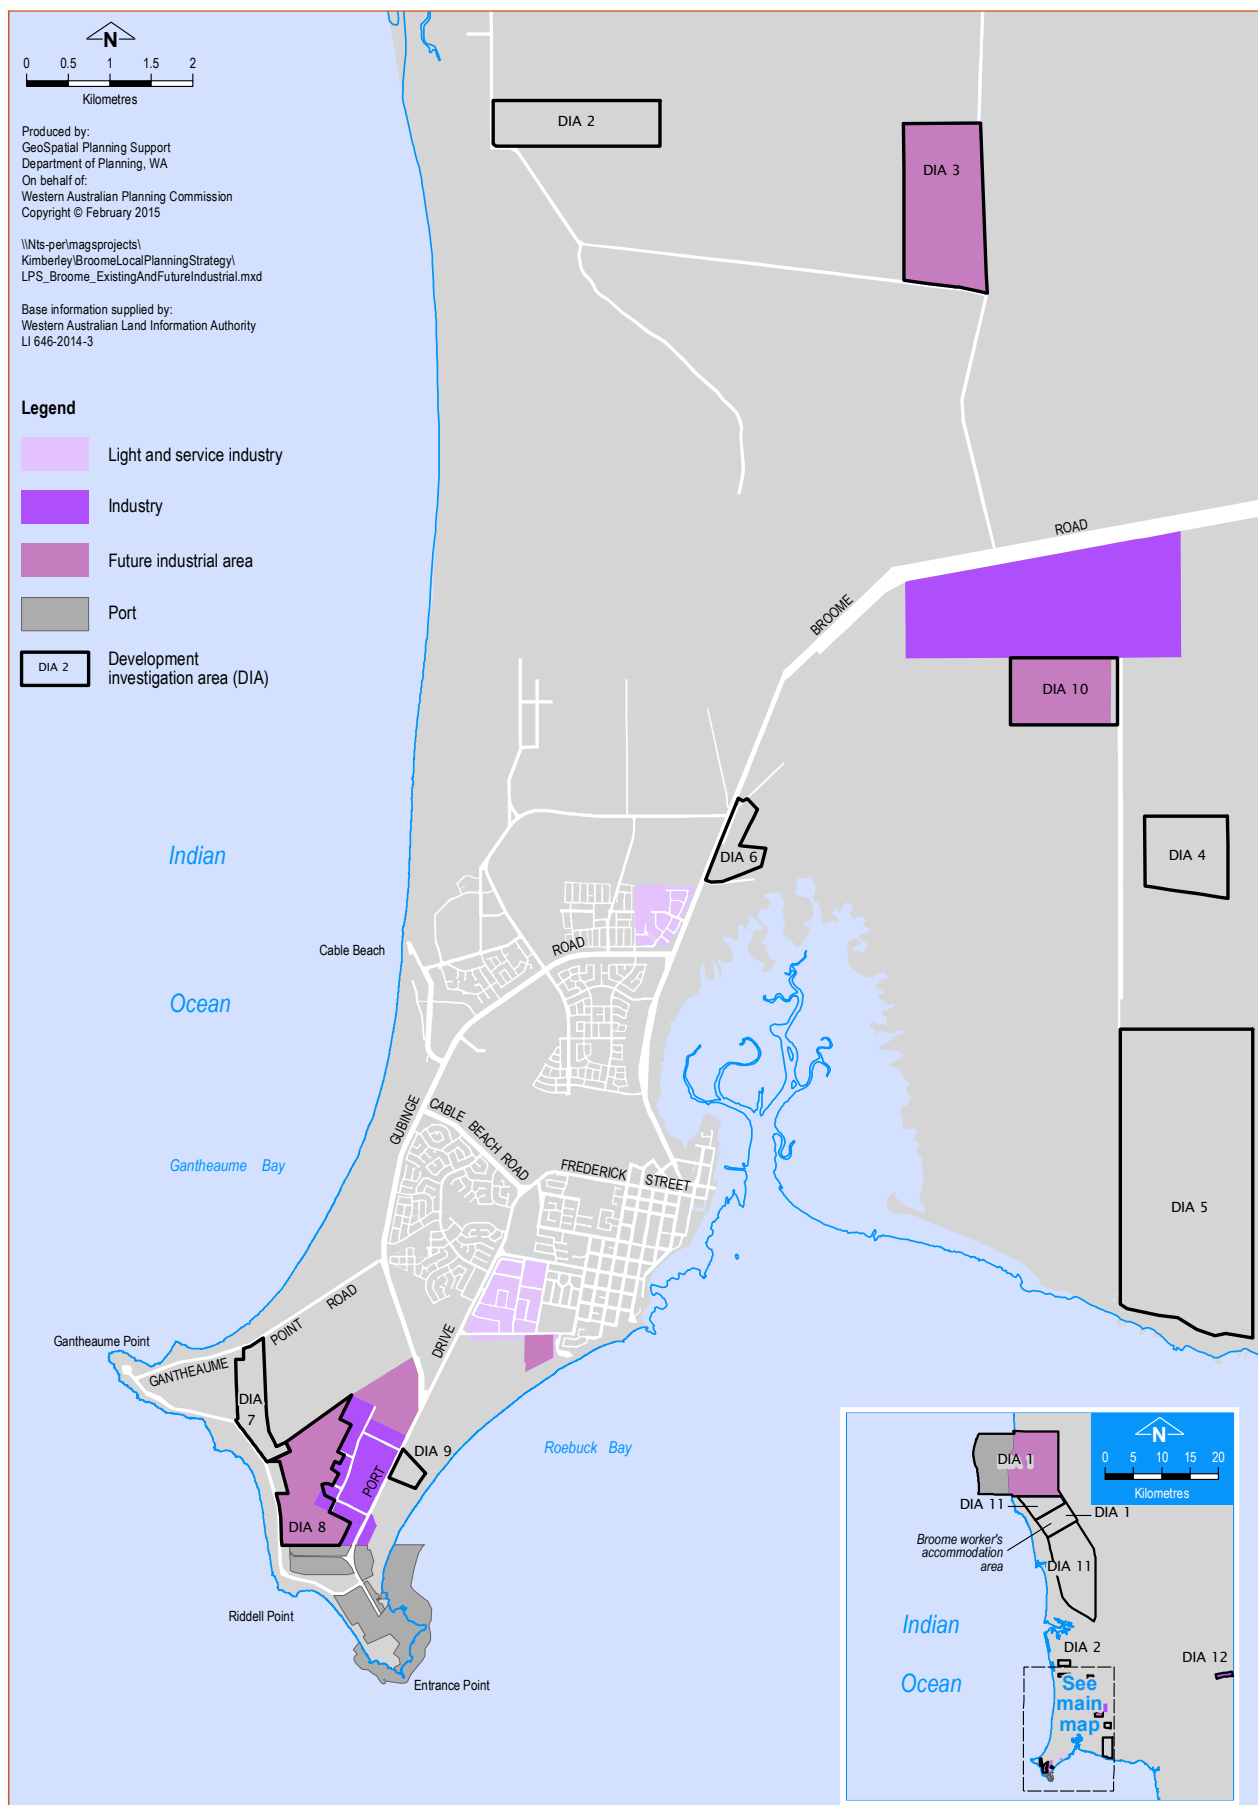 N
0 0.5 1 1.5 2
Kilometres
Produced by:
GeoSpatial Planning Support
Department of Planning, WA
On behalf of:
Western Australian Planning Commission
Copyright © February 2015
\\Nts-per\magsprojects\
Kimberley\BroomeLocalPlanningStrategy\
LPS_Broome_ExistingAndFutureIndustrial.mxd
Base information supplied by:
Western Australian Land Information Authority
LI 646-2014-3
Legend
Light and service industry
Industry
Future industrial area
Port
DIA 2
Development
investigation area (DIA)
DIA 2
DIA 3
ROAD
BROOME
DIA 10
DIA 6
DIA 4
Indian
Cable Beach
ROAD
Ocean
GUBINGE
CABLE BEACH ROAD
FREDERICK STREET
Gantheaume Bay
DIA 5
Gantheaume Point
GANTHEAUME POINT ROAD
DRIVE
DIA
7
PORT
DIA 9
Roebuck Bay
DIA 8
Riddell Point
Entrance Point
N
0 5 10 15 20
Kilometres
DIA 1
DIA 11
DIA 1
Broome worker's
accommodation
area
DIA 11
Indian
DIA 2
DIA 12
Ocean
See
main
map